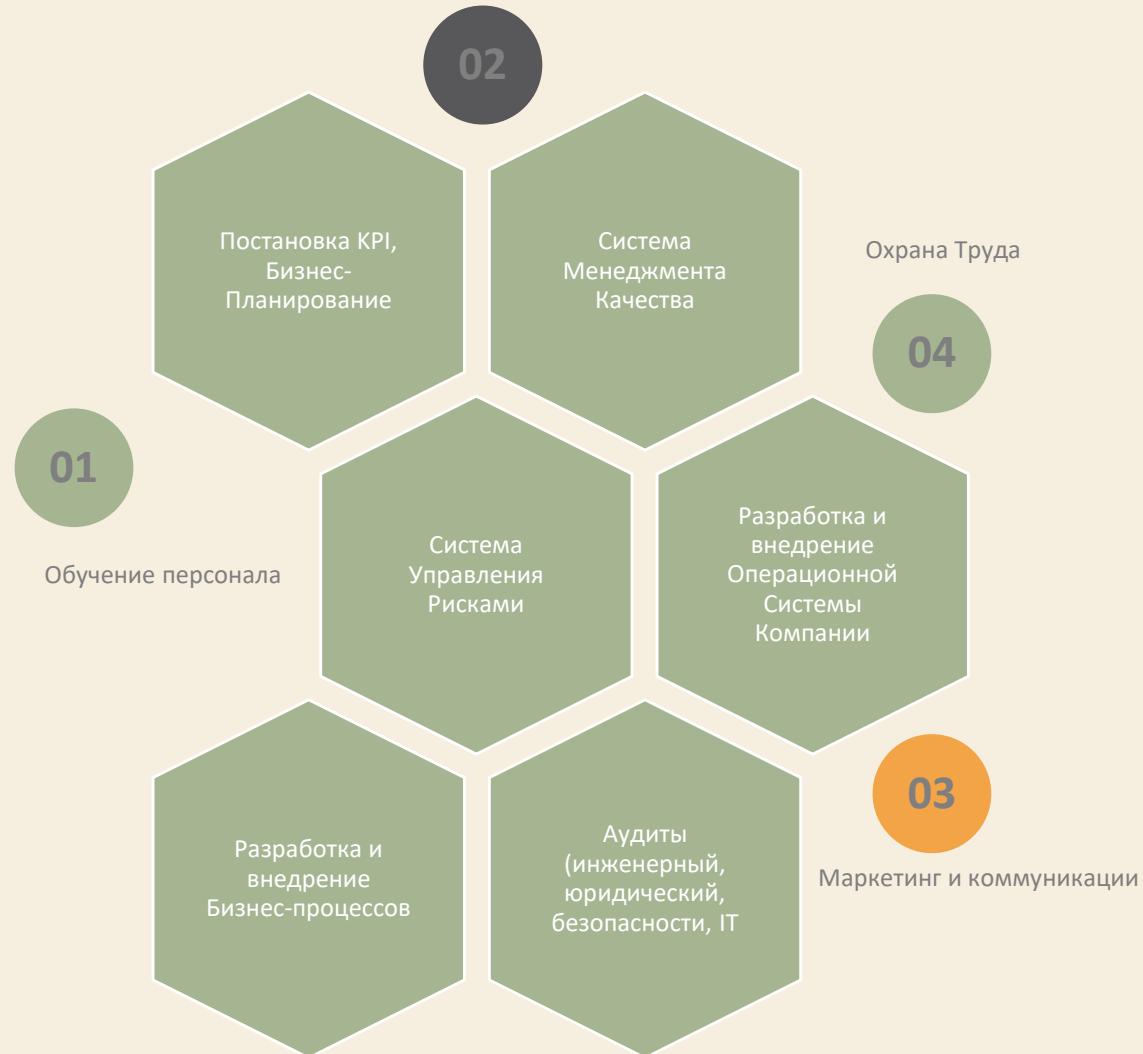 02
Постановка KPI,
Бизнес-
Планирование
Система
Менеджмента
Качества
Охрана Труда
04
01
Обучение персонала
Система
Управления
Рисками
Разработка и
внедрение
Операционной
Системы
Компании
03
Маркетинг и коммуникации
Разработка и
внедрение
Бизнес-процессов
Аудиты
(инженерный,
юридический,
безопасности, IT